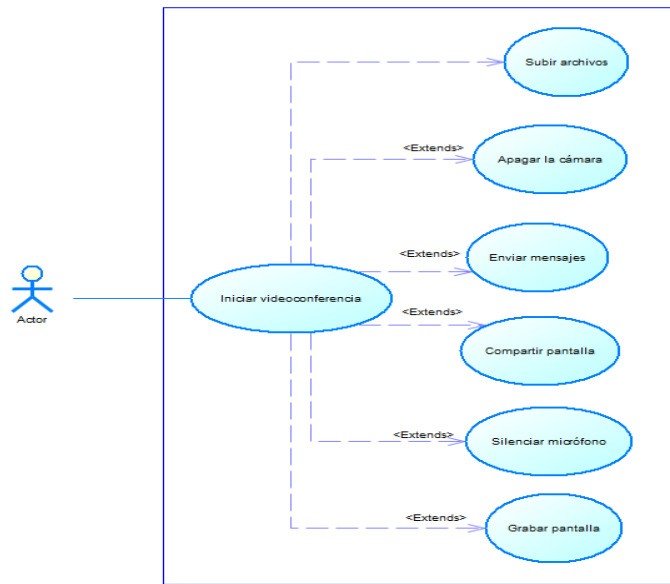 Subir archivos
<Extends>
Apagar la cámara
<Extends>
Enviar mensajes
Iniciar videoconferencia
<Extends>
Actor
Compartir pantalla
<Extends>
Silenciar micrófono
<Extends>
Grabar pantalla